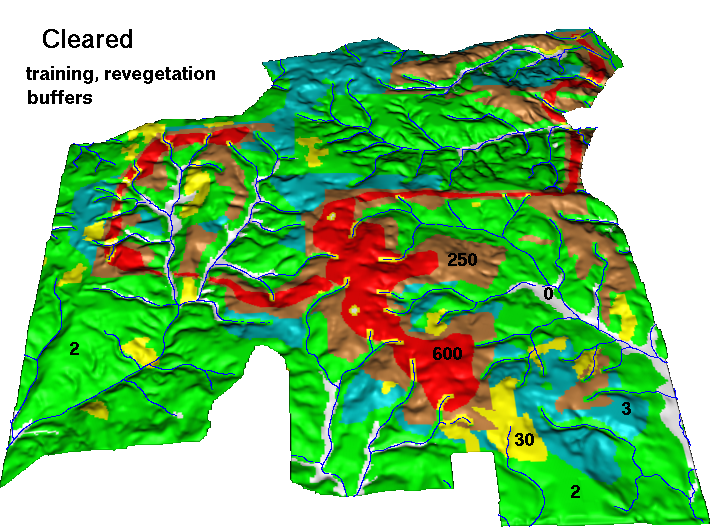 Cleared
training, revegetation
buffers
250
0
2
600
3
30
2